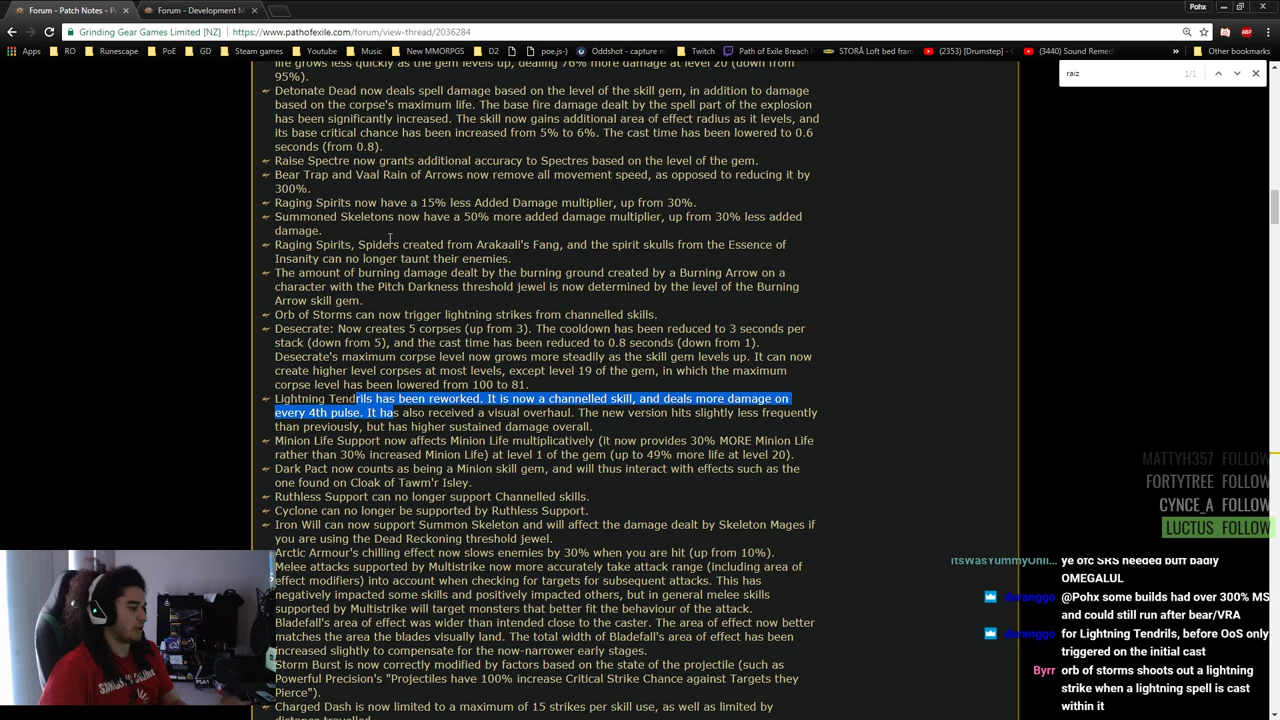 Forum - Patch Notes - P
Forum - Development M
Pohx
Grinding Gear Games Limited [NZ]
https://www.pathofexile.com/forum/view-thread/2036284
Apps
RO
Runescape
PoE
GD
Steam games
Youtube
Music
New MMORPGS
D2
poe.js-)
Oddshot - capture m
Twitch
Path of Exile Breach
STORÅ Loft bed fram
(2353) [Drumstep]
(3440) Sound Reme
Other bookmarks
raiz
1/1
life grows less quickly as the gem levels up, dealing 76% more damage at level 20 (down from
95%).
Detonate Dead now deals spell damage based on the level of the skill gem, in addition to damage
based on the corpse's maximum life. The base fire damage dealt by the spell part of the explosion
has been significantly increased. The skill now gains additional area of effect radius as it levels, and
its base critical chance has been increased from 5% to 6%. The cast time has been lowered to 0.6
seconds (from 0.8).
Raise Spectre now grants additional accuracy to Spectres based on the level of the gem.
Bear Trap and Vaal Rain of Arrows now remove all movement speed, as opposed to reducing it by
300%.
Raging Spirits now have a 15% less Added Damage multiplier, up from 30%.
Summoned Skeletons now have a 50% more added damage multiplier, up from 30% less added
damage.
Raging Spirits, Spiders created from Arakaali's Fang, and the spirit skulls from the Essence of
Insanity can no longer taunt their enemies.
The amount of burning damage dealt by the burning ground created by a Burning Arrow on a
character with the Pitch Darkness threshold jewel is now determined by the level of the Burning
Arrow skill gem.
Orb of Storms can now trigger lightning strikes from channelled skills.
Desecrate: Now creates 5 corpses (up from 3). The cooldown has been reduced to 3 seconds per
stack (down from 5), and the cast time has been reduced to 0.8 seconds (down from 1).
Desecrate's maximum corpse level now grows more steadily as the skill gem levels up. It can now
create higher level corpses at most levels, except level 19 of the gem, in which the maximum
corpse level has been lowered from 100 to 81.
Lightning Tendrils has been reworked. It is now a channelled skill, and deals more damage on
every 4th pulse. It has also received a visual overhaul. The new version hits slightly less frequently
than previously, but has higher sustained damage overall.
Minion Life Support now affects Minion Life multiplicatively (it now provides 30% MORE Minion Life
rather than 30% increased Minion Life) at level 1 of the gem (up to 49% more life at level 20).
Dark Pact now counts as being a Minion skill gem, and will thus interact with effects such as the
one found on Cloak of Tawm'r Isley.
Ruthless Support can no longer support Channelled skills.
Cyclone can no longer be supported by Ruthless Support.
Iron Will can now support Summon Skeleton and will affect the damage dealt by Skeleton Mages if
you are using the Dead Reckoning threshold jewel.
Arctic Armour's chilling effect now slows enemies by 30% when you are hit (up from 10%).
Melee attacks supported by Multistrike now more accurately take attack range (including area of
effect modifiers) into account when checking for targets for subsequent attacks. This has
negatively impacted some skills and positively impacted others, but in general melee skills
supported by Multistrike will target monsters that better fit the behaviour of the attack.
Bladefall's area of effect was wider than intended close to the caster. The area of effect now better
matches the area the blades visually land. The total width of Bladefall's area of effect has been
increased slightly to compensate for the now-narrower early stages.
Storm Burst is now correctly modified by factors based on the state of the projectile (such as
Powerful Precision's "Projectiles have 100% increase Critical Strike Chance against Targets they
Pierce").
Charged Dash is now limited to a maximum of 15 strikes per skill use, as well as limited by
distance travelled.
MATTYH357 FOLLOW
FORTYTREE FOLLOW
CYNCE_A FOLLOW
LUCTUS FOLLOW
ItsWasYummyOnli... ye ofc SRS needed buff badly
OMEGALUL
@Pohx some builds had over 300% MS
and could still run after bear/VRA
for Lightning Tendrils, before OoS only
triggered on the initial cast
Byrr orb of storms shoots out a lightning
strike when a lightning spell is cast
within it